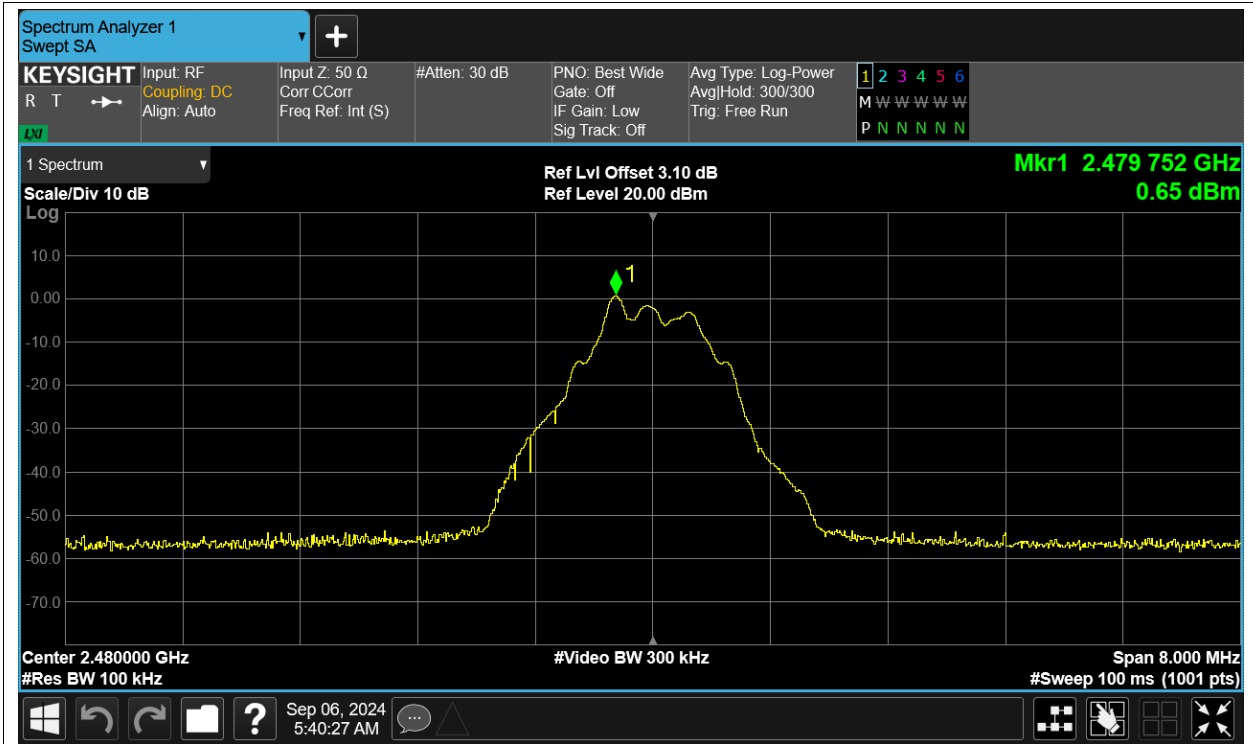 Spectrum Analyzer 1
Swept SA
KEYSIGHT
R T
LXI
Input: RF
Coupling: DC
Align: Auto
Input Z: 50 Ω
Corr CCorr
Freq Ref: Int (S)
#Atten: 30 dB
PNO: Best Wide
Gate: Off
IF Gain: Low
Sig Track: Off
Avg Type: Log-Power
Avg|Hold: 300/300
Trig: Free Run
1 2 3 4 5 6
M W W W W W
P N N N N N
1 Spectrum
Scale/Div 10 dB
Log
Ref Lvl Offset 3.10 dB
Ref Level 20.00 dBm
Mkr1 2.479 752 GHz
0.65 dBm
1
10.0
0.00
-10.0
-20.0
-30.0
-40.0
-50.0
-60.0
-70.0
Center 2.480000 GHz
#Res BW 100 kHz
#Video BW 300 kHz
Span 8.000 MHz
#Sweep 100 ms (1001 pts)
?
Sep 06, 2024
5:40:27 AM